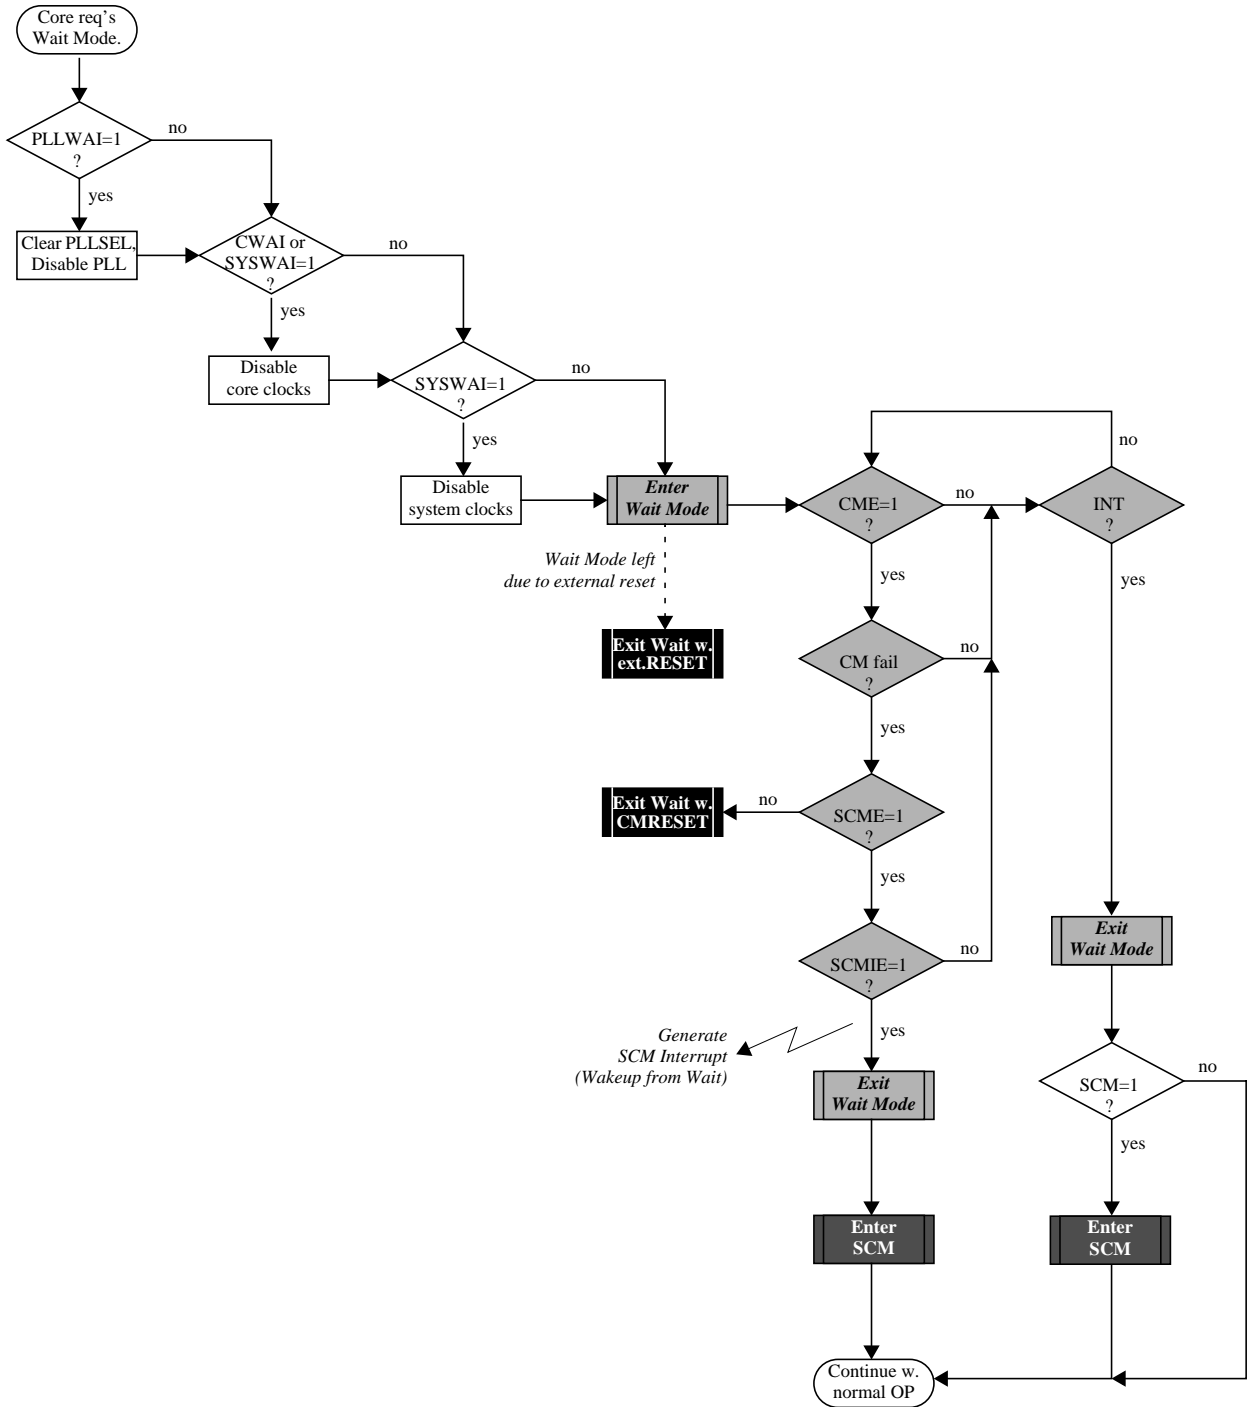 Core req's
Wait Mode.
PLLWAI=1
?
no
yes
Clear PLLSEL,
Disable PLL
CWAI or
SYSWAI=1
?
no
yes
Disable
core clocks
SYSWAI=1
?
no
yes
Disable
system clocks
Enter
Wait Mode
Wait Mode left
due to external reset
Exit Wait w.
ext.RESET
CME=1
?
no
yes
INT
?
no
yes
CM fail
?
no
yes
Exit Wait w.
CMRESET
no
SCME=1
?
yes
SCMIE=1
?
no
yes
Generate
SCM Interrupt
(Wakeup from Wait)
Exit
Wait Mode
Enter
SCM
Exit
Wait Mode
SCM=1
?
no
yes
Enter
SCM
Continue w.
normal OP